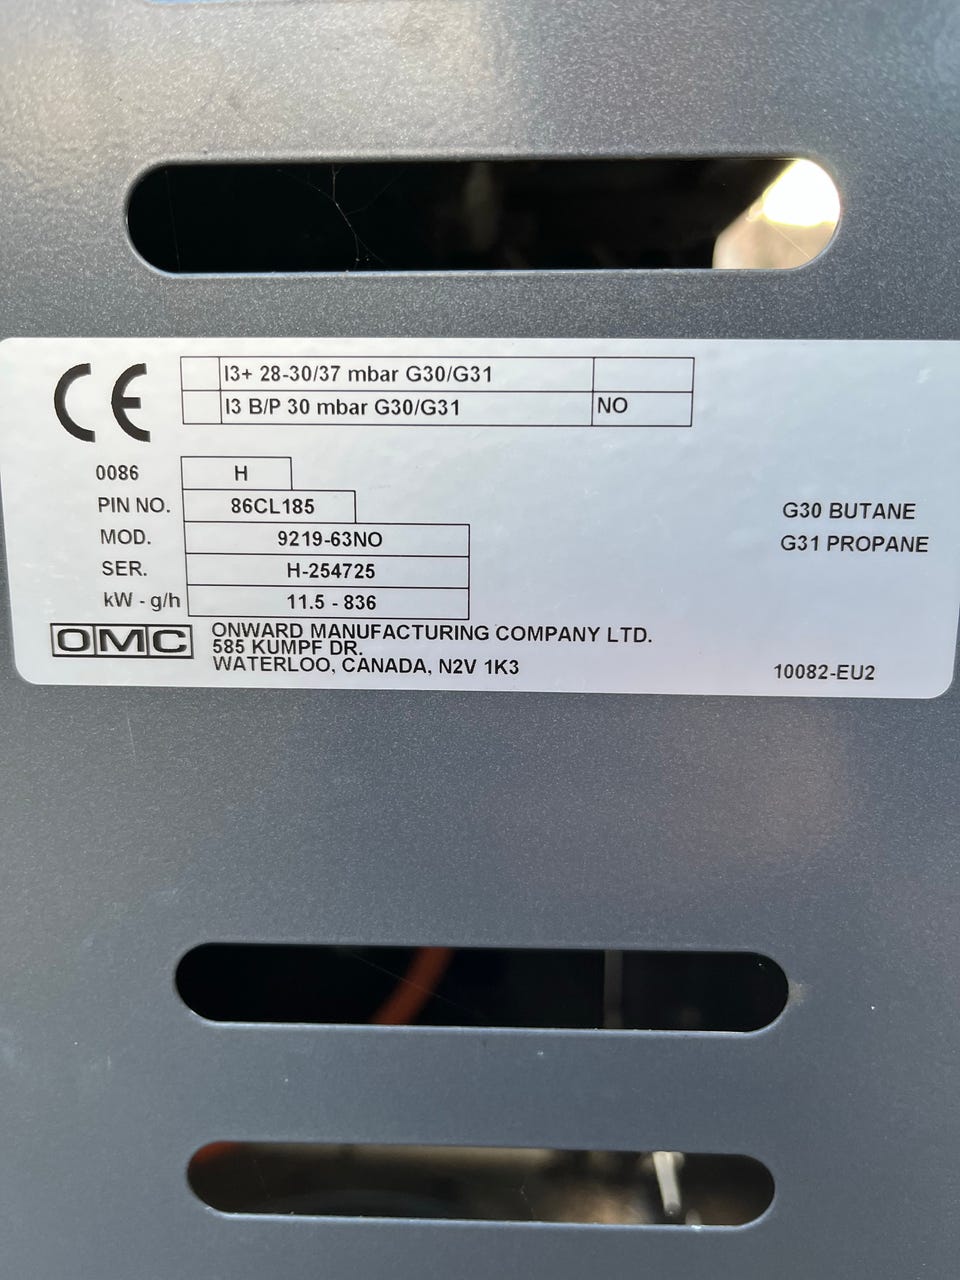 CE
I3+ 28-30/37 mbar G30/G31
I3 B/P 30 mbar G30/G31 NO
0086 H
PIN NO. 86CL185 G30 BUTANE
MOD. 9219-63NO G31 PROPANE
SER. H-254725
kW - g/h 11.5 - 836
OMC ONWARD MANUFACTURING COMPANY LTD.
585 KUMPF DR.
WATERLOO, CANADA, N2V 1K3
10082-EU2